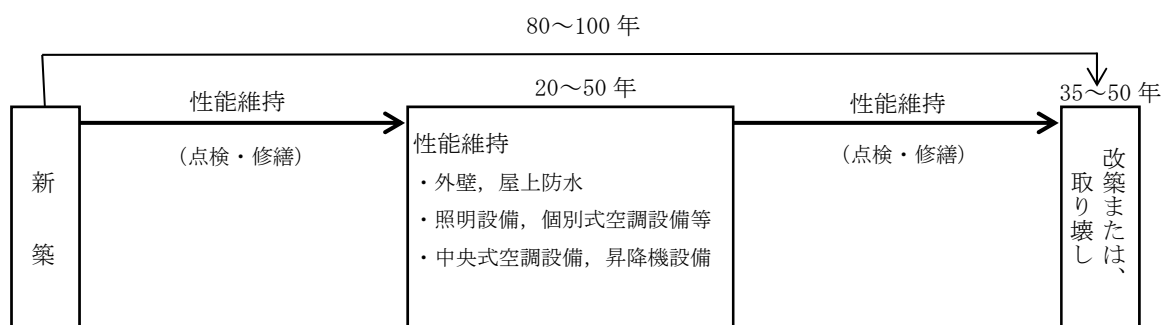 80～100 年
35～50 年
20～50 年
性能維持
（点検・修繕）
性能維持
（点検・修繕）
新築
性能維持
・外壁，屋上防水
・照明設備，個別式空調設備等
・中央式空調設備，昇降機設備
改築または、
取り壊し